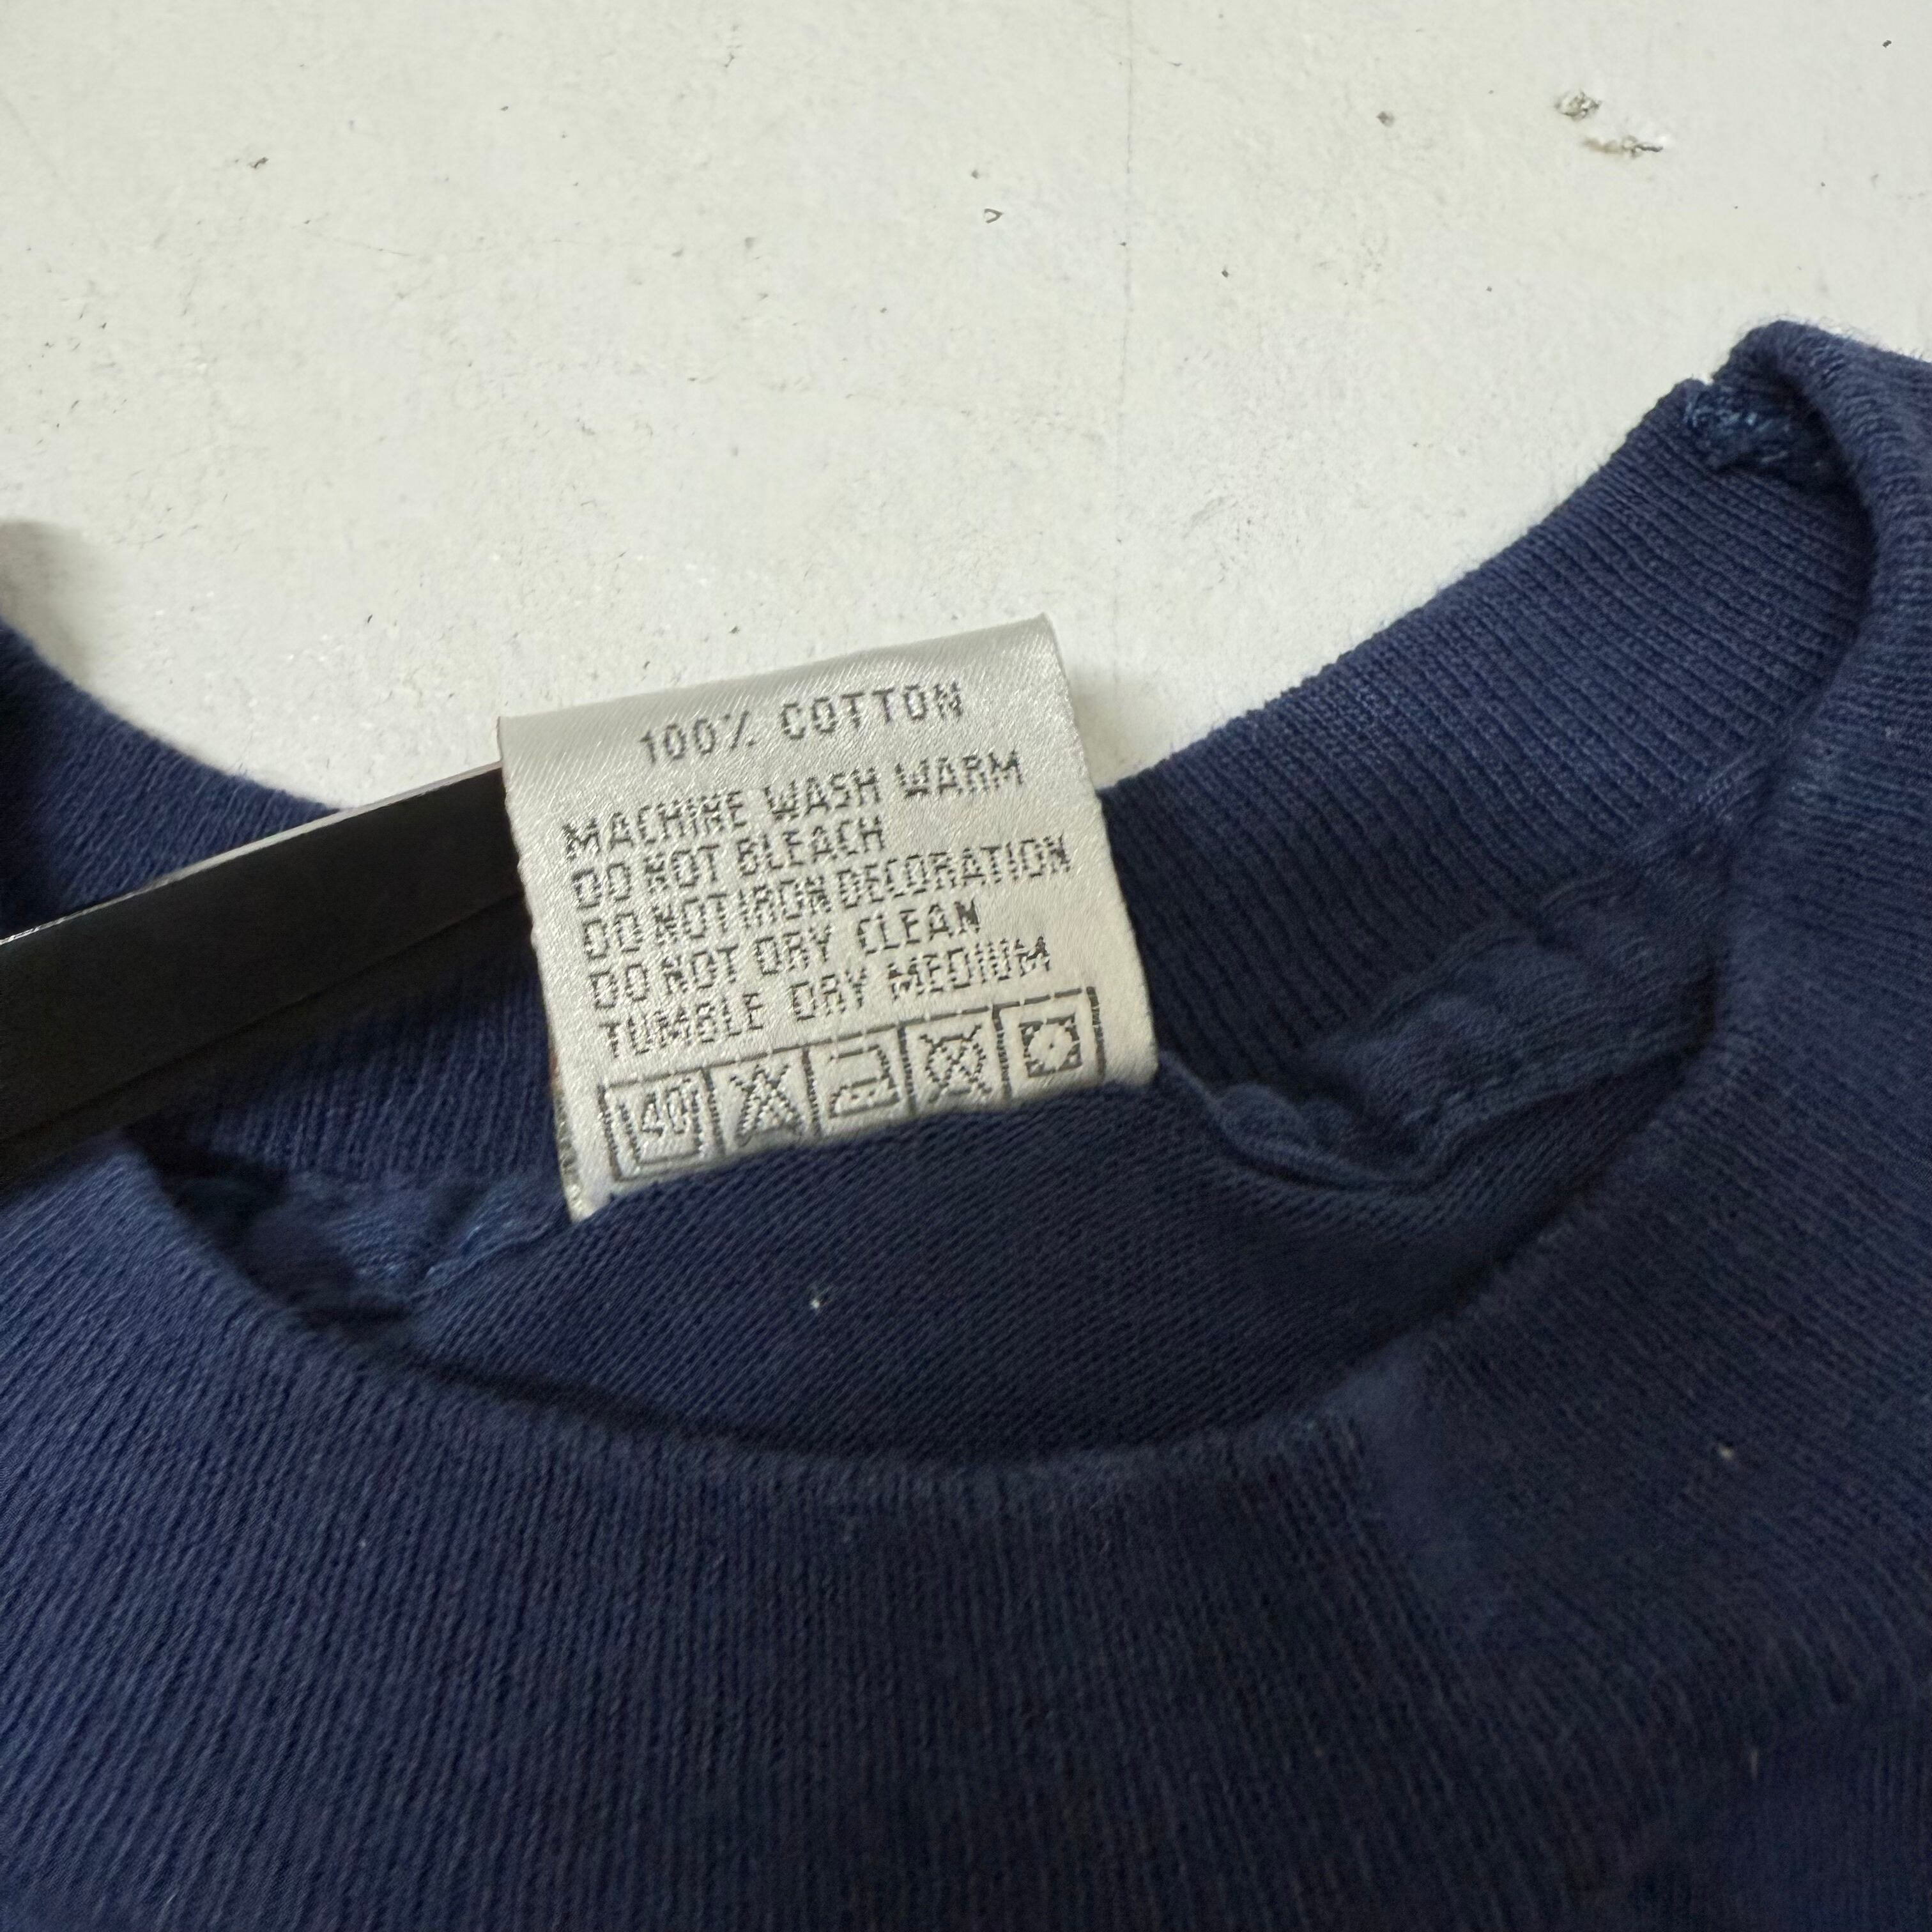 100% COTTON
MACHINE WASH WARM
DO NOT BLEACH
DO NOT IRON DECORATION
DO NOT DRY CLEAN
TUMBLE DRY MEDIUM
40